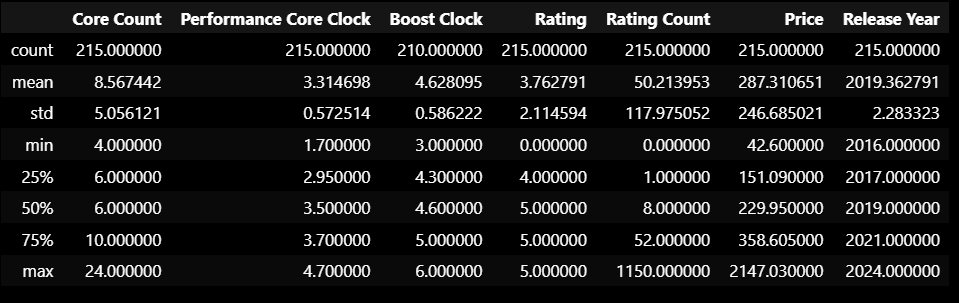 Core Count Performance Core Clock Boost Clock Rating Rating Count Price Release Year
count 215.000000 215.000000 210.000000 215.000000 215.000000 215.000000 215.000000
mean 8.567442 3.314698 4.628095 3.762791 50.213953 287.310651 2019.362791
std 5.056121 0.572514 0.586222 2.114594 117.975052 246.685021 2.283323
min 4.000000 1.700000 3.000000 0.000000 0.000000 42.600000 2016.000000
25% 6.000000 2.950000 4.300000 4.000000 1.000000 151.090000 2017.000000
50% 6.000000 3.500000 4.600000 5.000000 8.000000 229.950000 2019.000000
75% 10.000000 3.700000 5.000000 5.000000 52.000000 358.605000 2021.000000
max 24.000000 4.700000 6.000000 5.000000 1150.000000 2147.030000 2024.000000